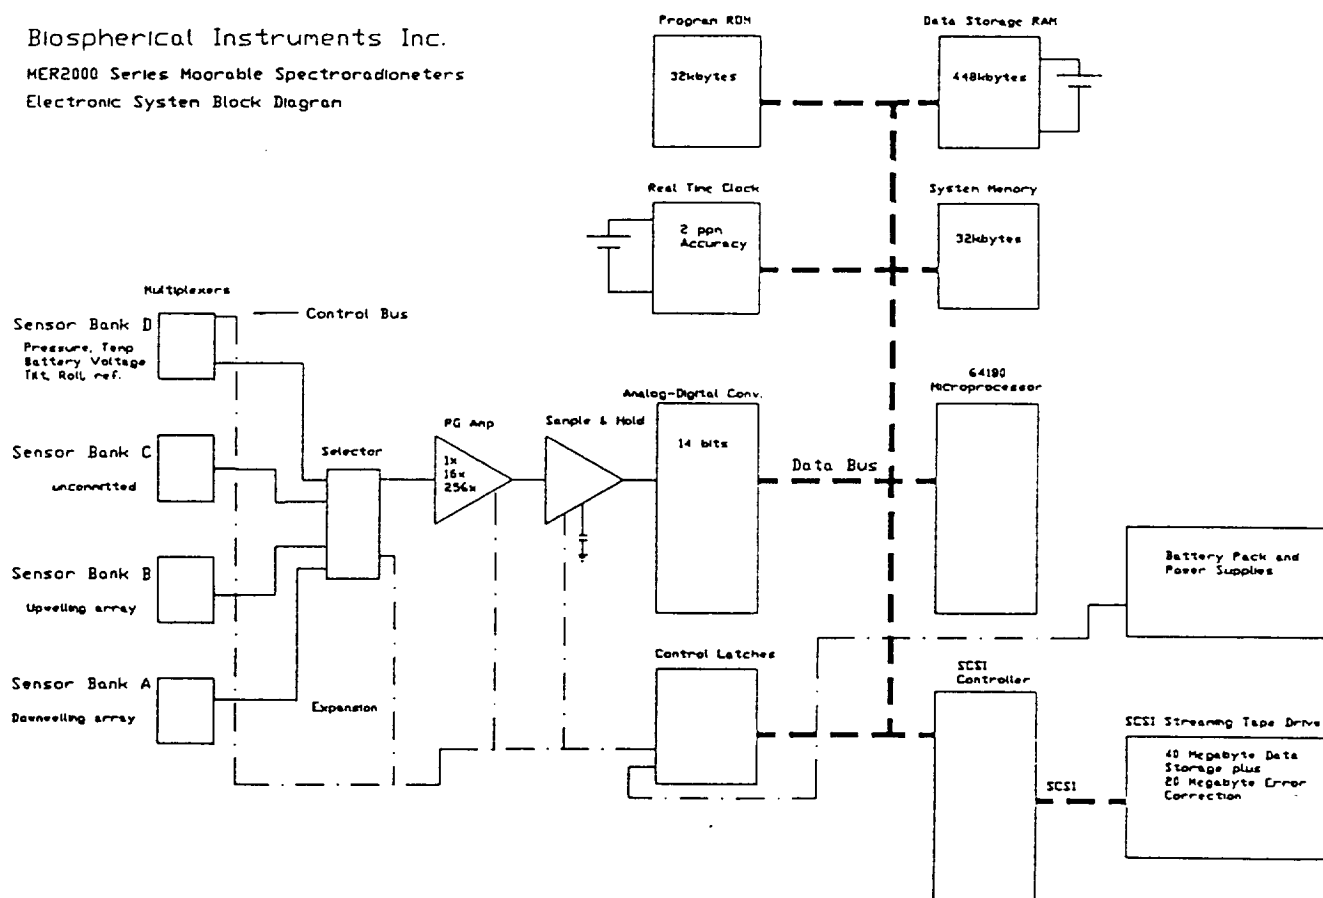 Biospherical Instruments Inc.
MER2000 Series Moorable Spectroradiometers
Electronic System Block Diagram
Program ROM
32kbytes
Data Storage RAM
448kbytes
Real Time Clock
2 ppm
Accuracy
System Memory
32kbytes
Multiplexers
Control Bus
Sensor Bank D
Pressure, Temp
Battery Voltage
Tilt, Roll, ref.
Sensor Bank C
uncommitted
Sensor Bank B
Upwelling array
Sensor Bank A
Downwelling array
Selector
Expansion
PG Amp
1x
16x
256x
Sample & Hold
Analog-Digital Conv.
14 bits
Data Bus
64180
Microprocessor
Control Latches
Battery Pack and
Power Supplies
SCSI
Controller
SCSI
SCSI Streaming Tape Drive
40 Megabyte Data
Storage plus
20 Megabyte Error
Correction